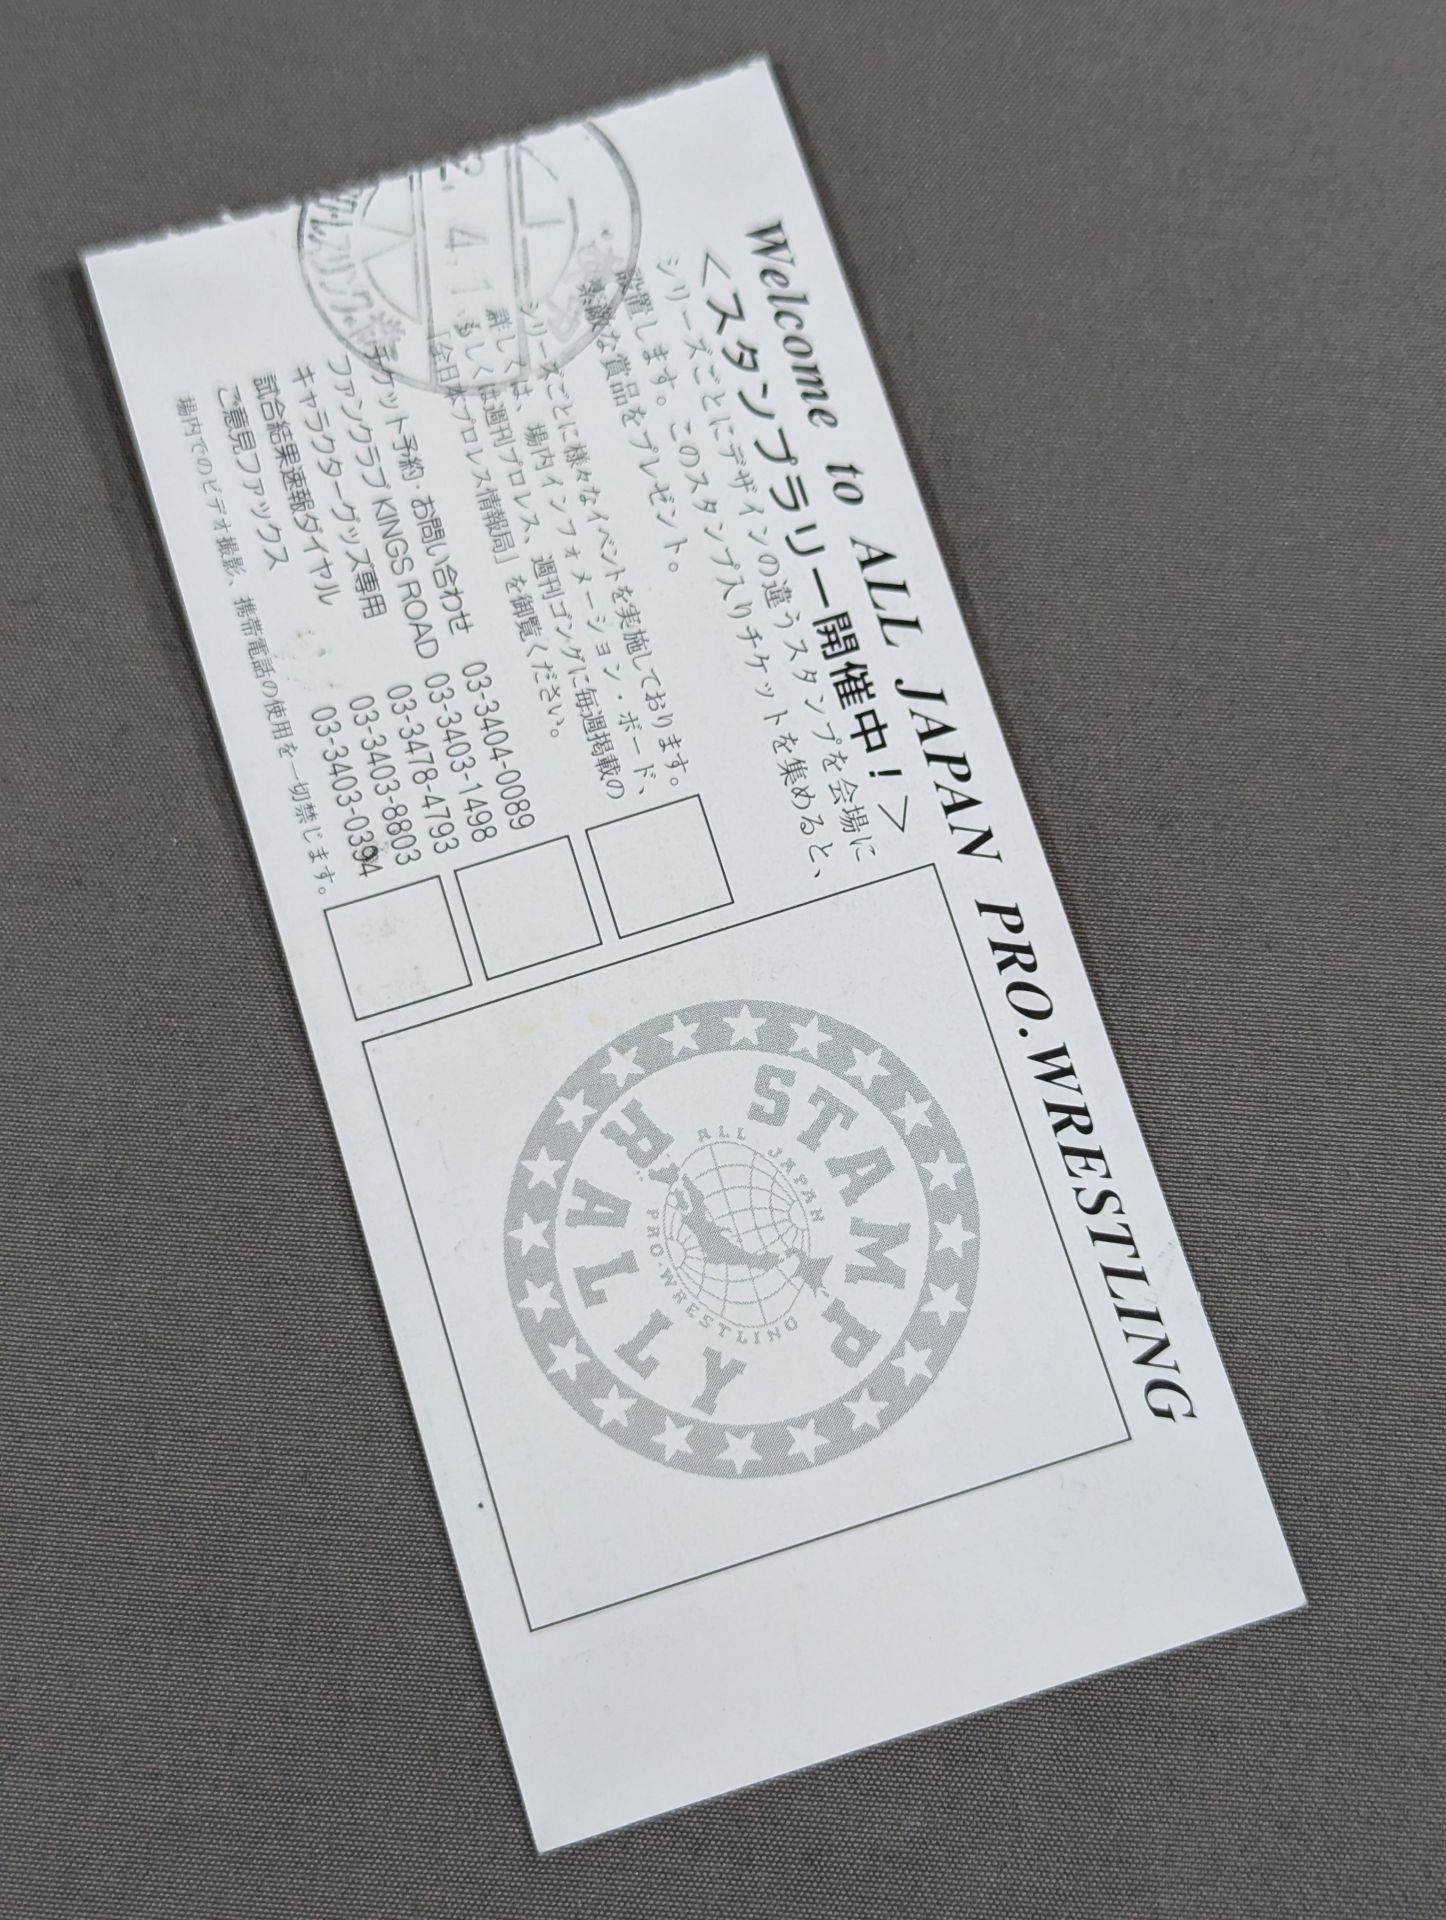 Welcome to ALL JAPAN PRO.WRESTLING
<スタンプラリー開催中!>
シリーズごとにデザインの違うスタンプを会場に
設置します。このスタンプ入りチケットを集めると、
素敵な賞品をプレゼント。
シリーズごとに様々なイベントを実施しております。
詳しくは、場内インフォメーション・ボード、
もしくは週刊プロレス、週刊ゴングに毎週掲載の
「全日本プロレス情報局」を御覧ください。
チケット予約・お問い合わせ 03-3404-0089
ファンクラブ KINGS ROAD 03-3403-1498
キャラクターグッズ専用 03-3478-4793
試合結果速報ダイヤル 03-3403-8803
ご意見ファックス 03-3403-0394
場内でのビデオ撮影、携帯電話の使用を一切禁じます。
STAMP
RALLY
ALL JAPAN
PRO.WRESTLING
2. 4. 1